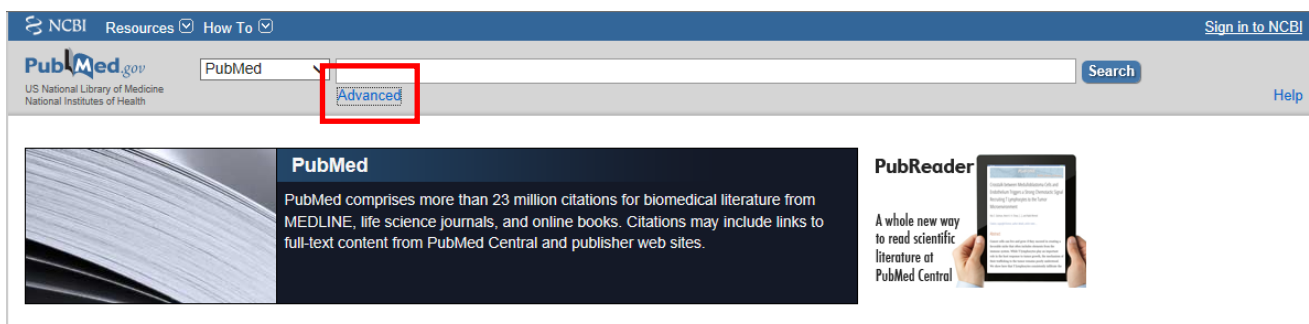 NCBI Resources How To Sign in to NCBI
PubMed.gov
US National Library of Medicine
National Institutes of Health
PubMed
Search
Advanced
Help
PubMed
PubMed comprises more than 23 million citations for biomedical literature from
MEDLINE, life science journals, and online books. Citations may include links to
full-text content from PubMed Central and publisher web sites.
PubReader
A whole new way
to read scientific
literature at
PubMed Central